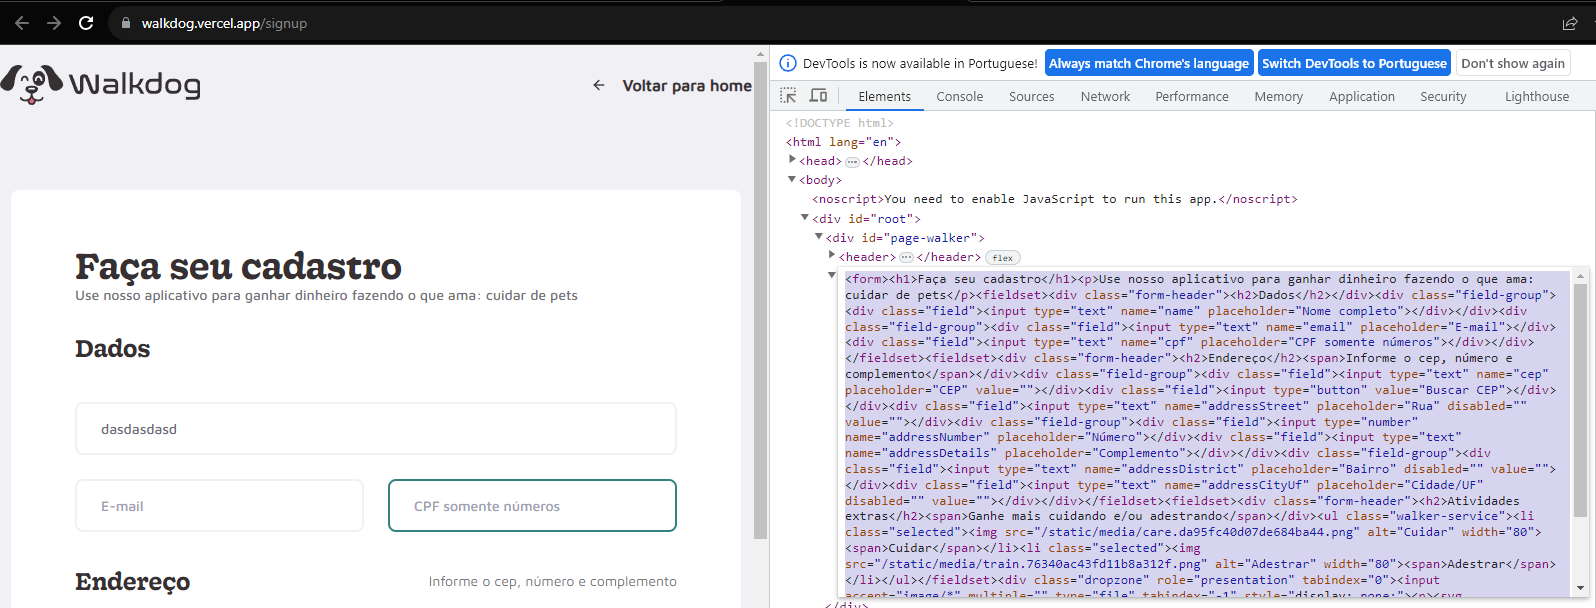 walkdog.vercel.app/signup
Walkdog
Voltar para home
Faça seu cadastro
Use nosso aplicativo para ganhar dinheiro fazendo o que ama: cuidar de pets
Dados
dasdasdasd
E-mail
CPF somente números
Endereço
Informe o cep, número e complemento
DevTools is now available in Portuguese!
Always match Chrome's language
Switch DevTools to Portuguese
Don't show again
Elements
Console
Sources
Network
Performance
Memory
Application
Security
Lighthouse
<!DOCTYPE html>
<html lang="en">
<head> ••• </head>
<body>
<noscript>You need to enable JavaScript to run this app.</noscript>
<div id="root">
<div id="page-walker">
<header> ••• </header> flex
<form><h1>Faça seu cadastro</h1><p>Use nosso aplicativo para ganhar dinheiro fazendo o que ama:
cuidar de pets</p><fieldset><div class="form-header"><h2>Dados</h2></div><div class="field-group">
<div class="field"><input type="text" name="name" placeholder="Nome completo"></div></div><div
class="field-group"><div class="field"><input type="text" name="email" placeholder="E-mail"></div>
<div class="field"><input type="text" name="cpf" placeholder="CPF somente números"></div></div>
</fieldset><fieldset><div class="form-header"><h2>Endereço</h2><span>Informe o cep, número e
complemento</span></div><div class="field-group"><div class="field"><input type="text" name="cep"
placeholder="CEP" value=""></div><div class="field"><input type="button" value="Buscar CEP"></div>
</div><div class="field"><input type="text" name="addressStreet" placeholder="Rua" disabled=""
value=""></div><div class="field-group"><div class="field"><input type="number"
name="addressNumber" placeholder="Número"></div><div class="field"><input type="text"
name="addressDetails" placeholder="Complemento"></div></div><div class="field-group"><div
class="field"><input type="text" name="addressDistrict" placeholder="Bairro" disabled="" value="">
</div><div class="field"><input type="text" name="addressCityUf" placeholder="Cidade/UF"
disabled="" value=""></div></div></fieldset><fieldset><div class="form-header"><h2>Atividades
extras</h2><span>Ganhe mais cuidando e/ou adestrando</span></div><ul class="walker-service"><li
class="selected"><img src="/static/media/care.da95fc40d07de684ba44.png" alt="Cuidar" width="80">
<span>Cuidar</span></li><li class="selected"><img
src="/static/media/train.76340ac43fd11b8a312f.png" alt="Adestrar" width="80"><span>Adestrar</span>
</li></ul></fieldset><div class="dropzone" role="presentation" tabindex="0"><input
accept="image/*" multiple="" type="file" tabindex="-1" style="display: none;"><p><svg
</div>